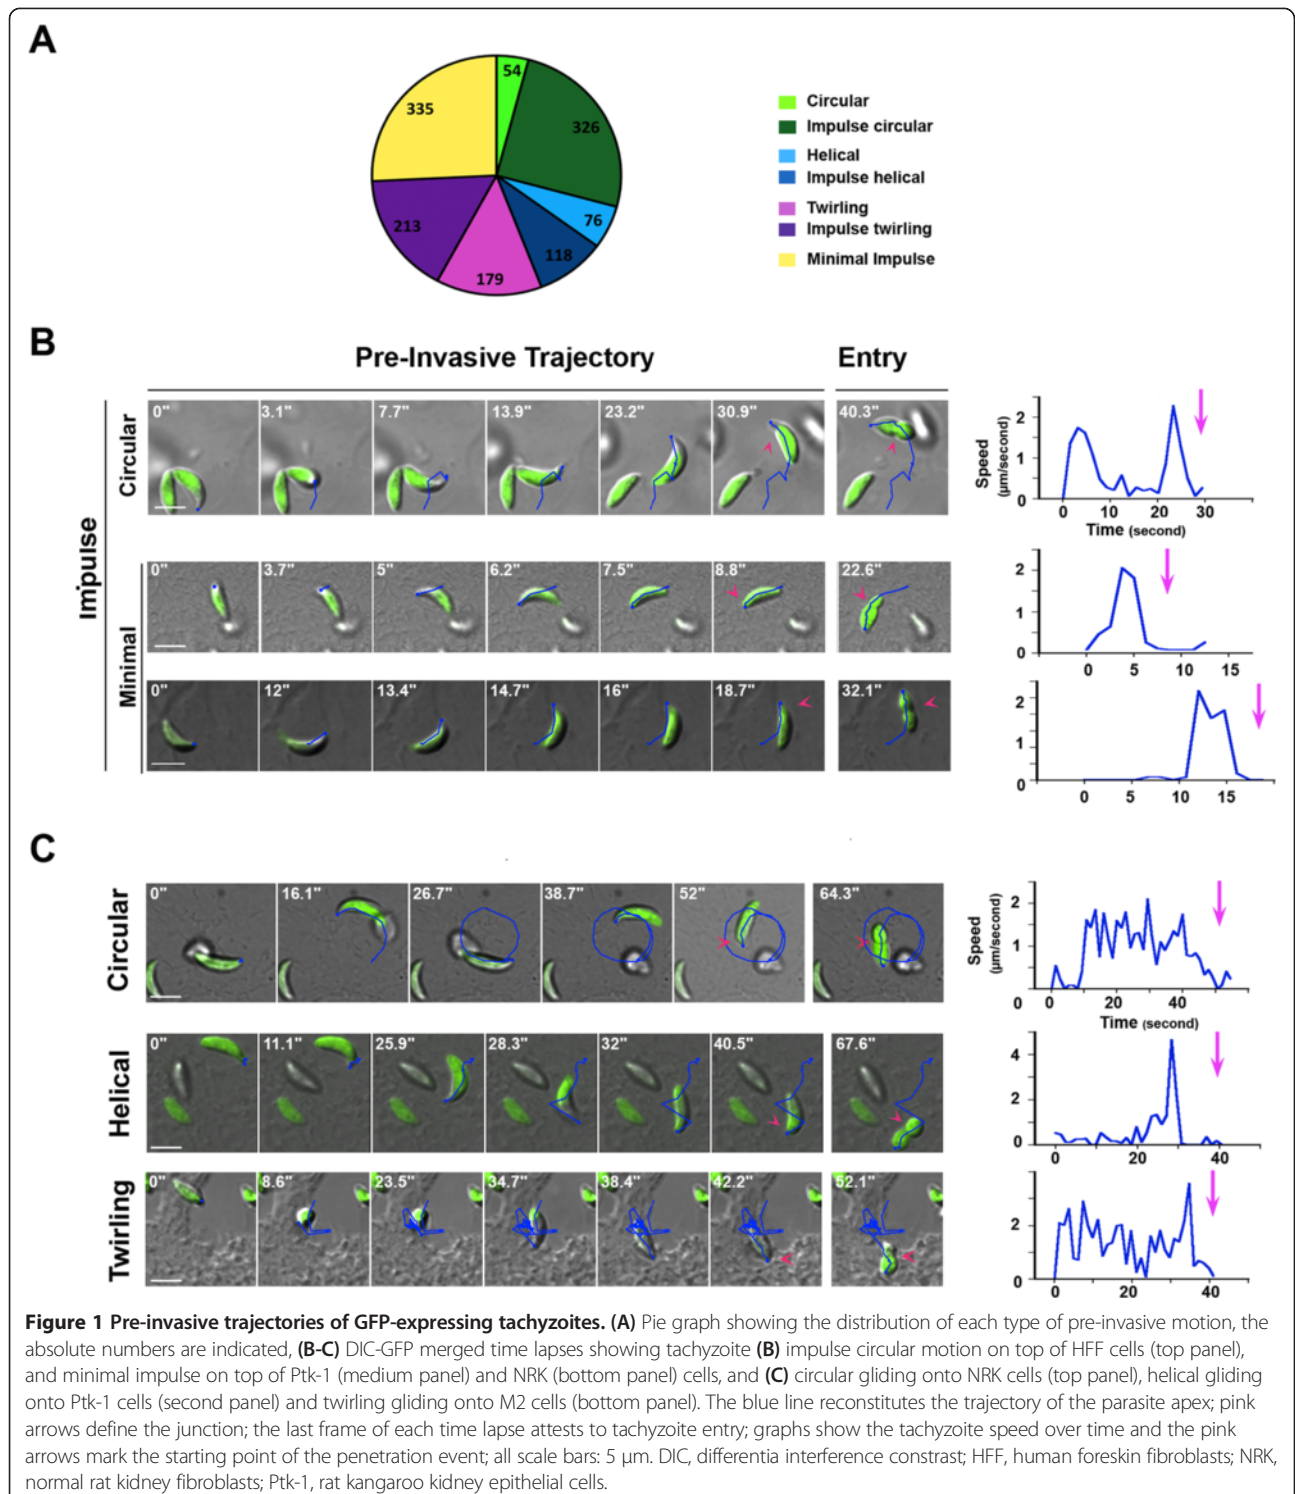 A
54
335
326
76
213
118
179
Circular
Impulse circular
Helical
Impulse helical
Twirling
Impulse twirling
Minimal Impulse
B
Pre-Invasive Trajectory
Entry
Impulse
Circular
0" 3.1" 7.7" 13.9" 23.2" 30.9" 40.3"
Speed
(µm/second)
2
1
0
0 10 20 30
Time (second)
Minimal
0" 3.7" 5" 6.2" 7.5" 8.8" 22.6"
2
1
0
0 5 10 15
0" 12" 13.4" 14.7" 16" 18.7" 32.1"
2
1
0
0 5 10 15
C
Circular
0" 16.1" 26.7" 38.7" 52" 64.3"
Speed
(µm/second)
2
1
0
0 20 40
Time (second)
Helical
0" 11.1" 25.9" 28.3" 32" 40.5" 67.6"
4
2
0
0 20 40
Twirling
0" 8.6" 23.5" 34.7" 38.4" 42.2" 52.1"
2
0
0 20 40
Figure 1 Pre-invasive trajectories of GFP-expressing tachyzoites. (A) Pie graph showing the distribution of each type of pre-invasive motion, the
absolute numbers are indicated, (B-C) DIC-GFP merged time lapses showing tachyzoite (B) impulse circular motion on top of HFF cells (top panel),
and minimal impulse on top of Ptk-1 (medium panel) and NRK (bottom panel) cells, and (C) circular gliding onto NRK cells (top panel), helical gliding
onto Ptk-1 cells (second panel) and twirling gliding onto M2 cells (bottom panel). The blue line reconstitutes the trajectory of the parasite apex; pink
arrows define the junction; the last frame of each time lapse attests to tachyzoite entry; graphs show the tachyzoite speed over time and the pink
arrows mark the starting point of the penetration event; all scale bars: 5 µm. DIC, differentia interference constrast; HFF, human foreskin fibroblasts; NRK,
normal rat kidney fibroblasts; Ptk-1, rat kangaroo kidney epithelial cells.